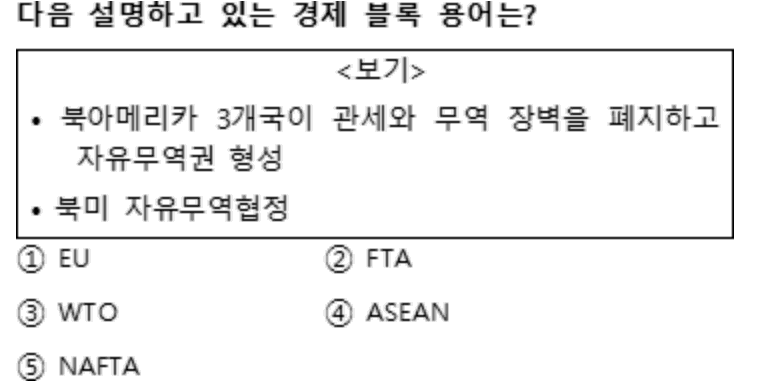 다음 설명하고 있는 경제 블록 용어는?
<보기>
• 북아메리카 3개국이 관세와 무역 장벽을 폐지하고
자유무역권 형성
• 북미 자유무역협정
① EU ② FTA
③ WTO ④ ASEAN
⑤ NAFTA